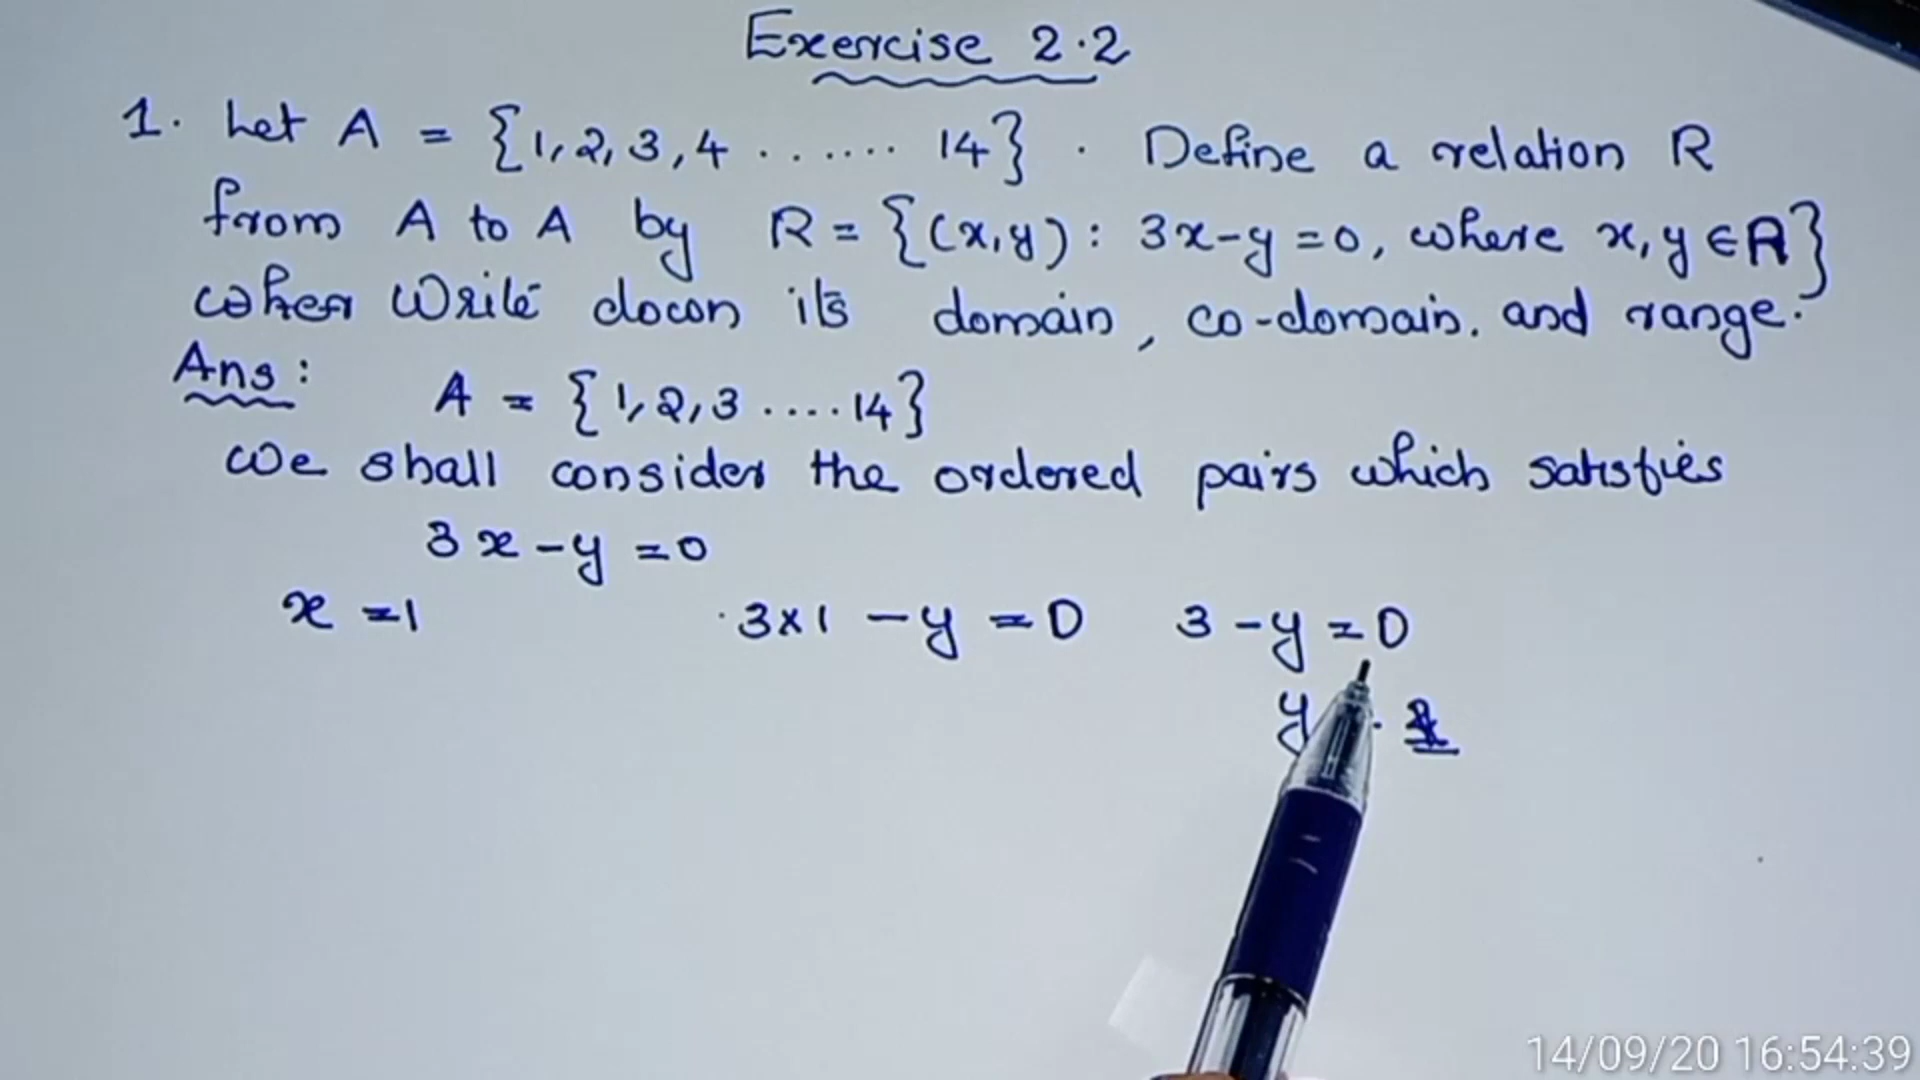 Exercise 2.2
1. Let A = {1, 2, 3, 4 ....... 14} . Define a relation R
from A to A by R = {(x, y) : 3x-y = 0, where x, y ∈ A}
Write down its domain, co-domain. and range.
Ans: A = {1, 2, 3 .... 14}
We shall consider the ordered pairs which satisfies
3x - y = 0
x = 1 3x1 - y = 0 3 - y = 0
y
14/09/20 16:54:39